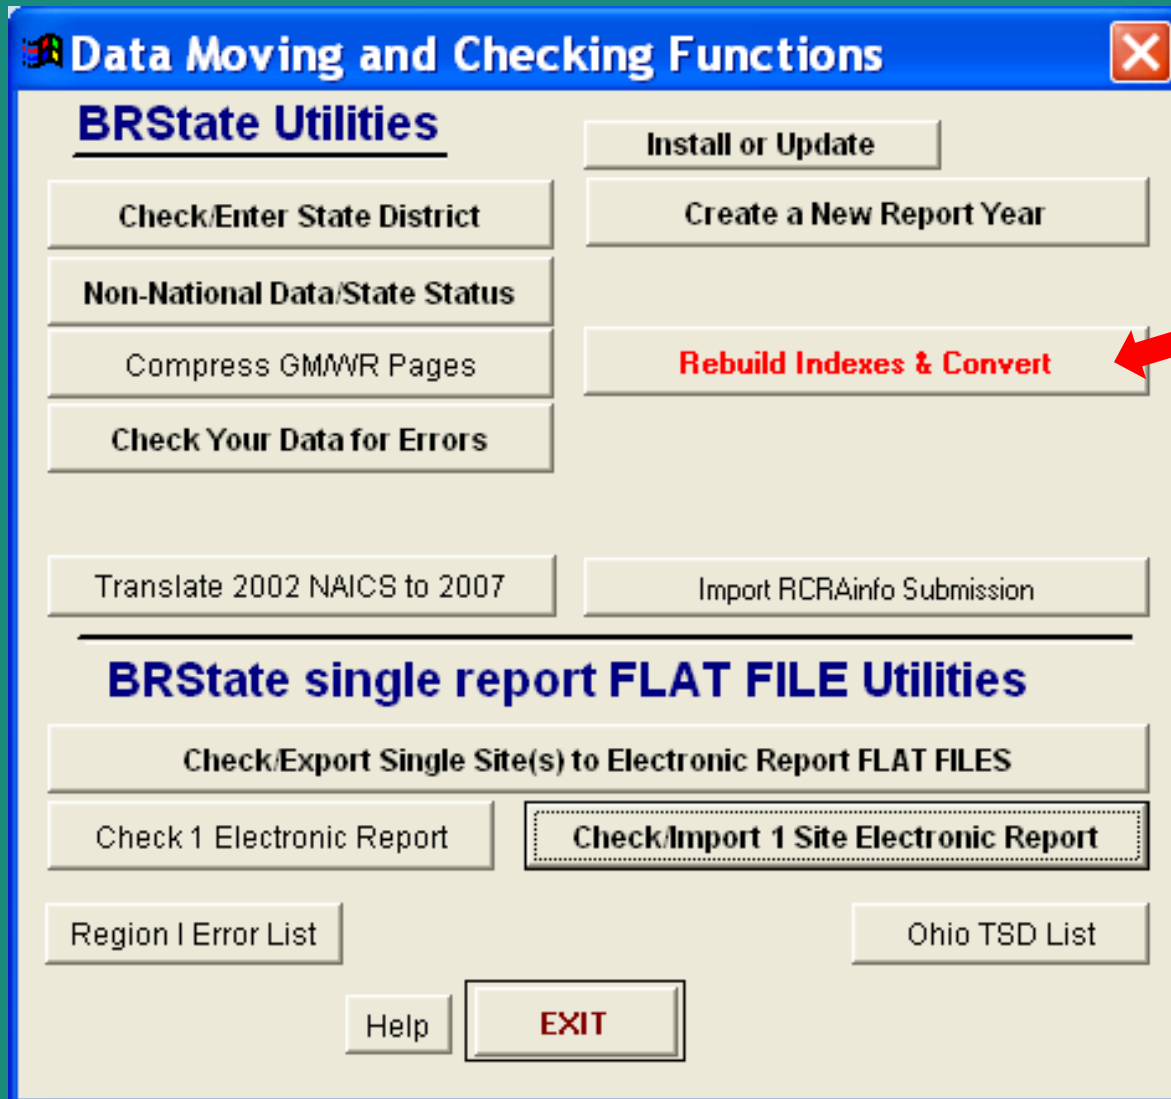 Data Moving and Checking Functions
BRState Utilities
Install or Update
Check/Enter State District
Create a New Report Year
Non-National Data/State Status
Compress GM/WR Pages
Rebuild Indexes & Convert
Check Your Data for Errors
Translate 2002 NAICS to 2007
Import RCRAinfo Submission
BRState single report FLAT FILE Utilities
Check/Export Single Site(s) to Electronic Report FLAT FILES
Check 1 Electronic Report
Check/Import 1 Site Electronic Report
Region I Error List
Ohio TSD List
Help
EXIT